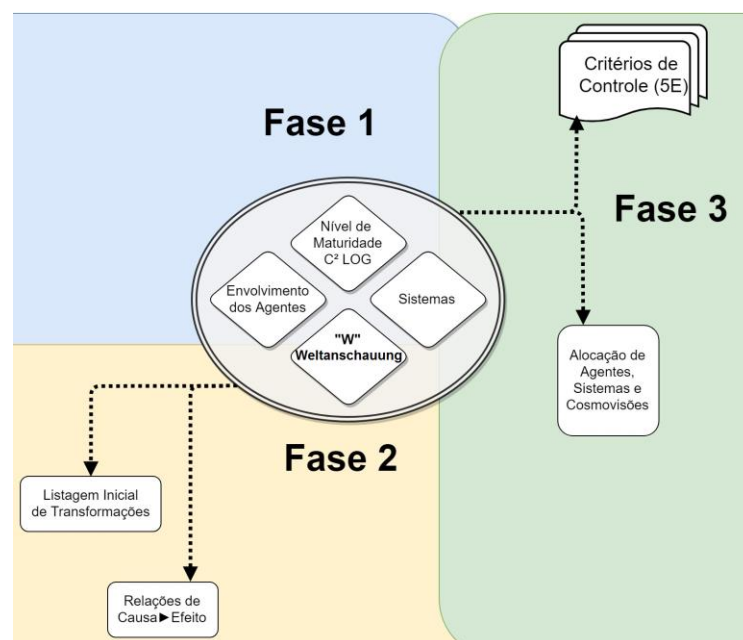 Critérios de
Controle (5E)
Fase 1
Fase 3
Nível de
Maturidade
C² LOG
Envolvimento
dos Agentes
Sistemas
"W"
Weltanschauung
Alocação de
Agentes,
Sistemas e
Cosmovisões
Fase 2
Listagem Inicial
de Transformações
Relações de
Causa►Efeito